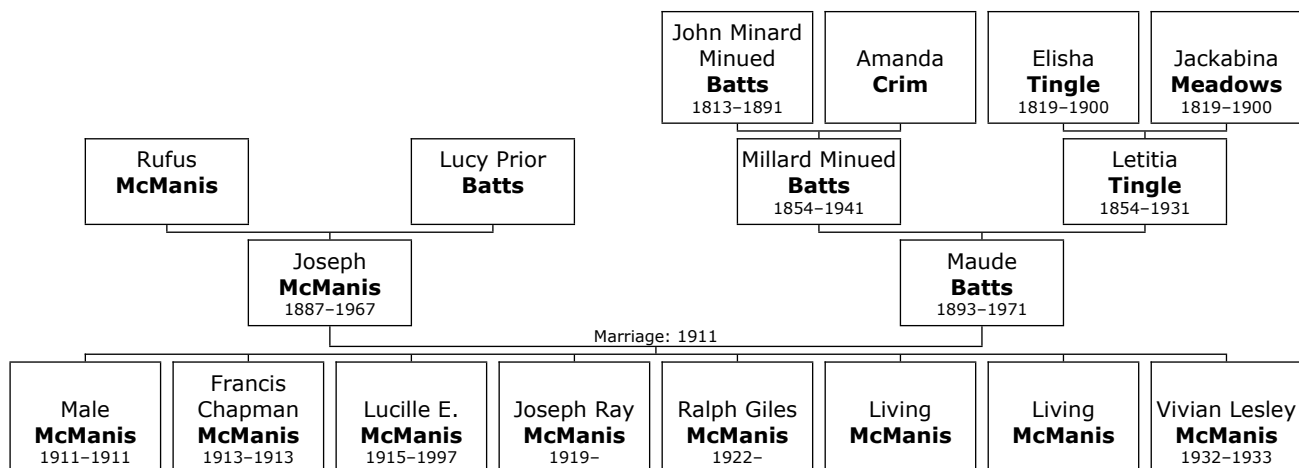 John Minard
Minued
Batts
1813–1891
Amanda
Crim
Elisha
Tingle
1819–1900
Jackabina
Meadows
1819–1900
Rufus
McManis
Lucy Prior
Batts
Millard Minued
Batts
1854–1941
Letitia
Tingle
1854–1931
Joseph
McManis
1887–1967
Maude
Batts
1893–1971
Marriage: 1911
Male
McManis
1911–1911
Francis
Chapman
McManis
1913–1913
Lucille E.
McManis
1915–1997
Joseph Ray
McManis
1919–
Ralph Giles
McManis
1922–
Living
McManis
Living
McManis
Vivian Lesley
McManis
1932–1933